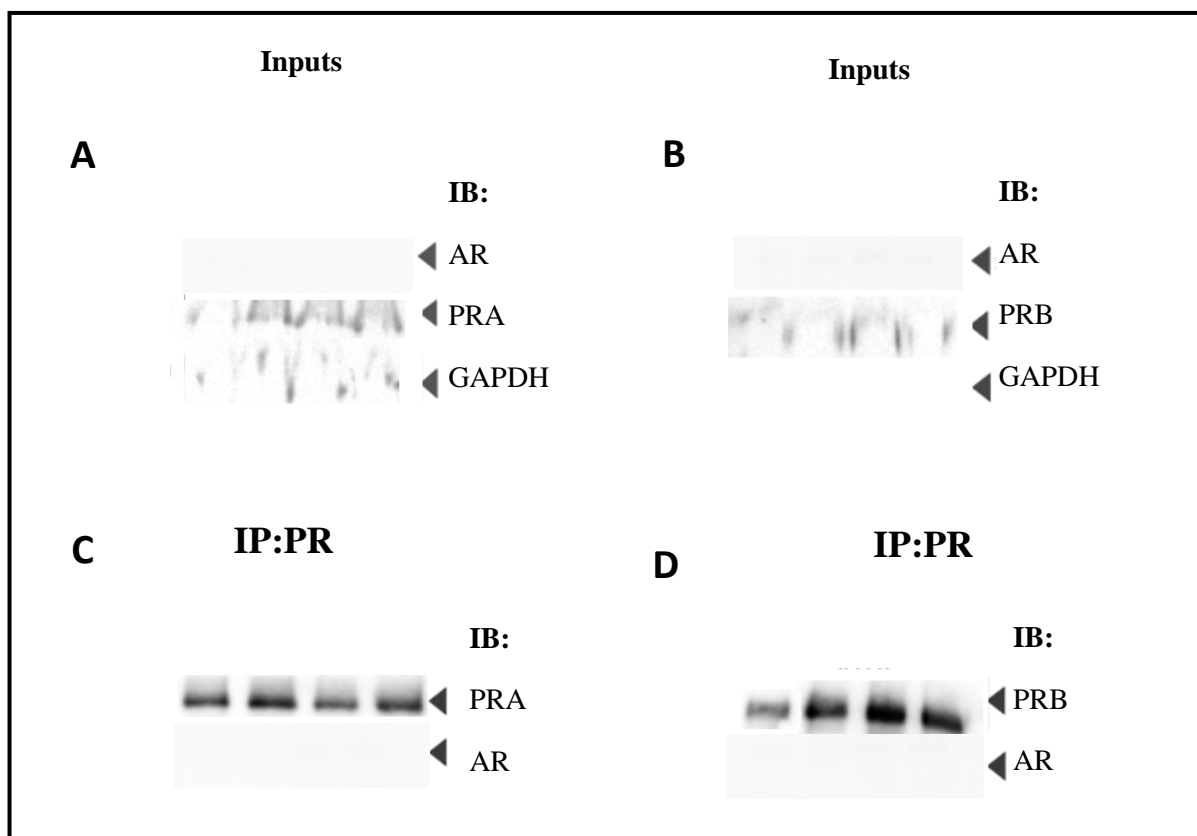 Inputs
A
IB:
AR
PRA
GAPDH
Inputs
B
IB:
AR
PRB
GAPDH
C
IP:PR
IB:
PRA
AR
D
IP:PR
IB:
PRB
AR